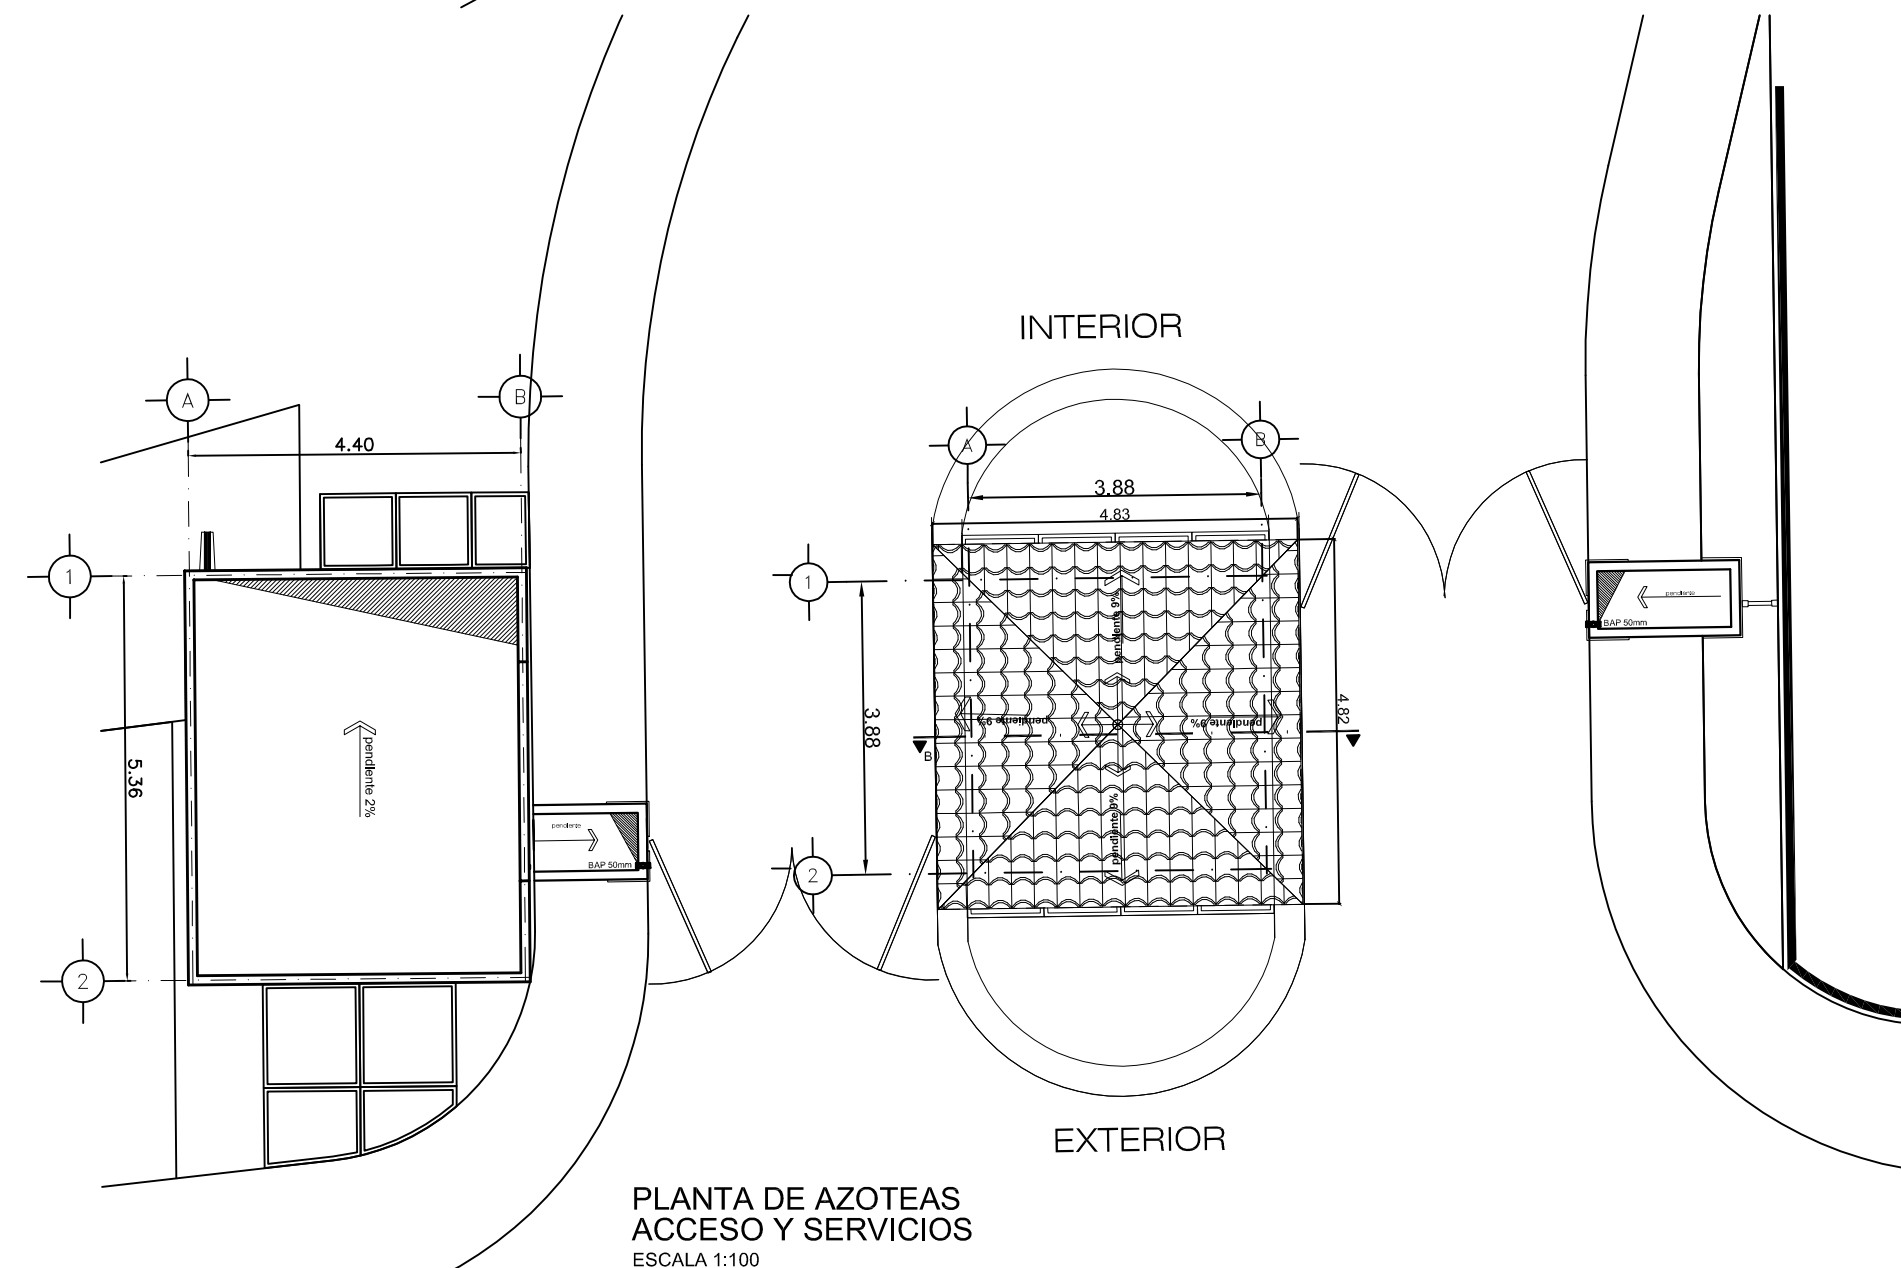 INTERIOR
A
B
4.40
A
B
3.88
4.83
1
1
pendiente 9%
pendiente 9%
pendiente 9%
pendiente 9%
3.88
4.82
B
pendiente 2%
5.36
pendiente
BAP 50mm
pendiente
BAP 50mm
2
2
EXTERIOR
PLANTA DE AZOTEAS
ACCESO Y SERVICIOS
ESCALA 1:100